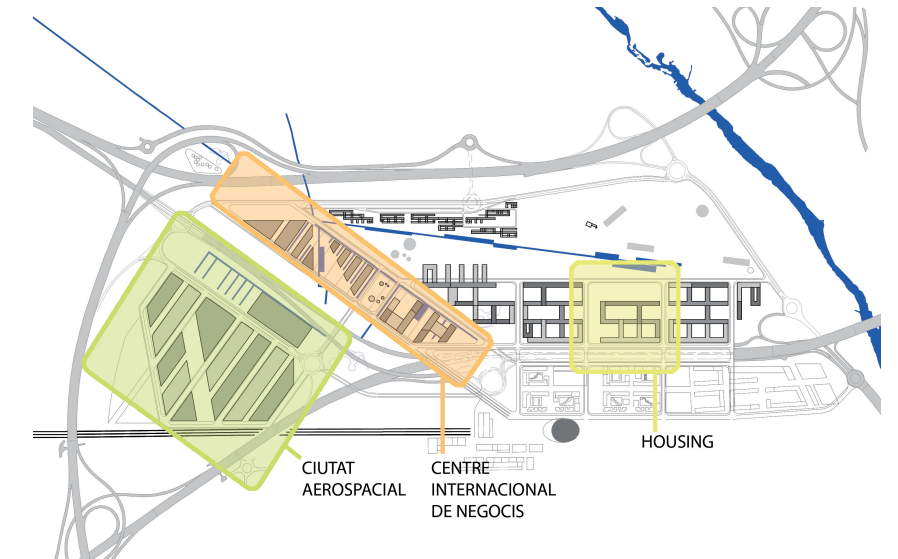 CIUTAT
AEROSPACIAL
CENTRE
INTERNACIONAL
DE NEGOCIS
HOUSING